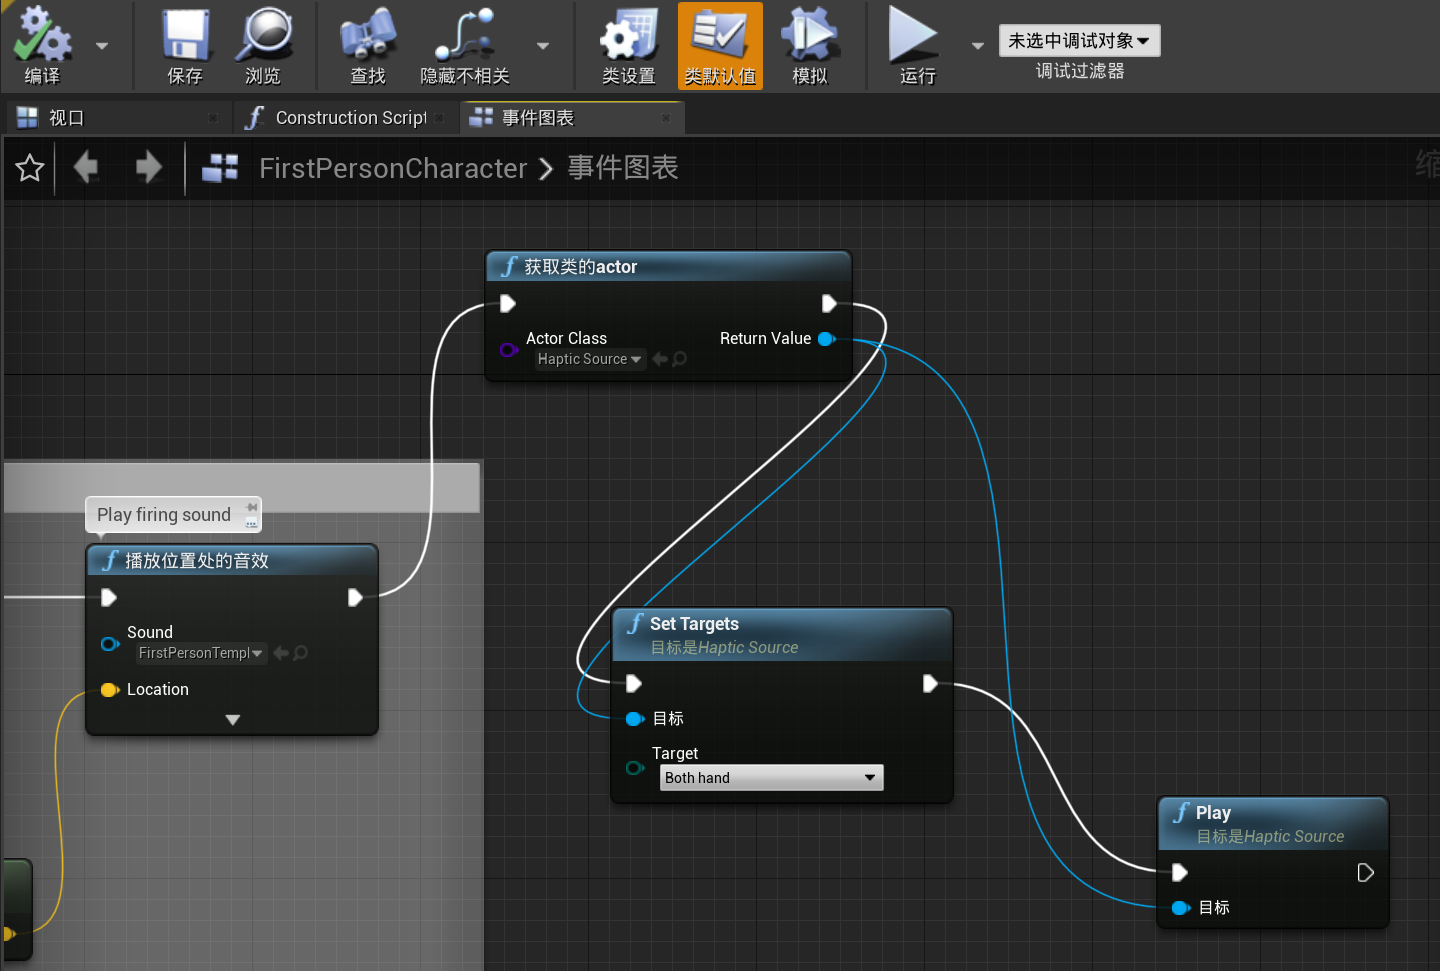 编译
保存
浏览
查找
隐藏不相关
类设置
类默认值
模拟
运行
未选中调试对象
调试过滤器
视口
Construction Script
事件图表
FirstPersonCharacter
事件图表
缩
获取类的actor
Actor Class
Return Value
Haptic Source
Play firing sound
播放位置处的音效
Sound
FirstPersonTempl
Location
Set Targets
目标是Haptic Source
目标
Target
Both hand
Play
目标是Haptic Source
目标